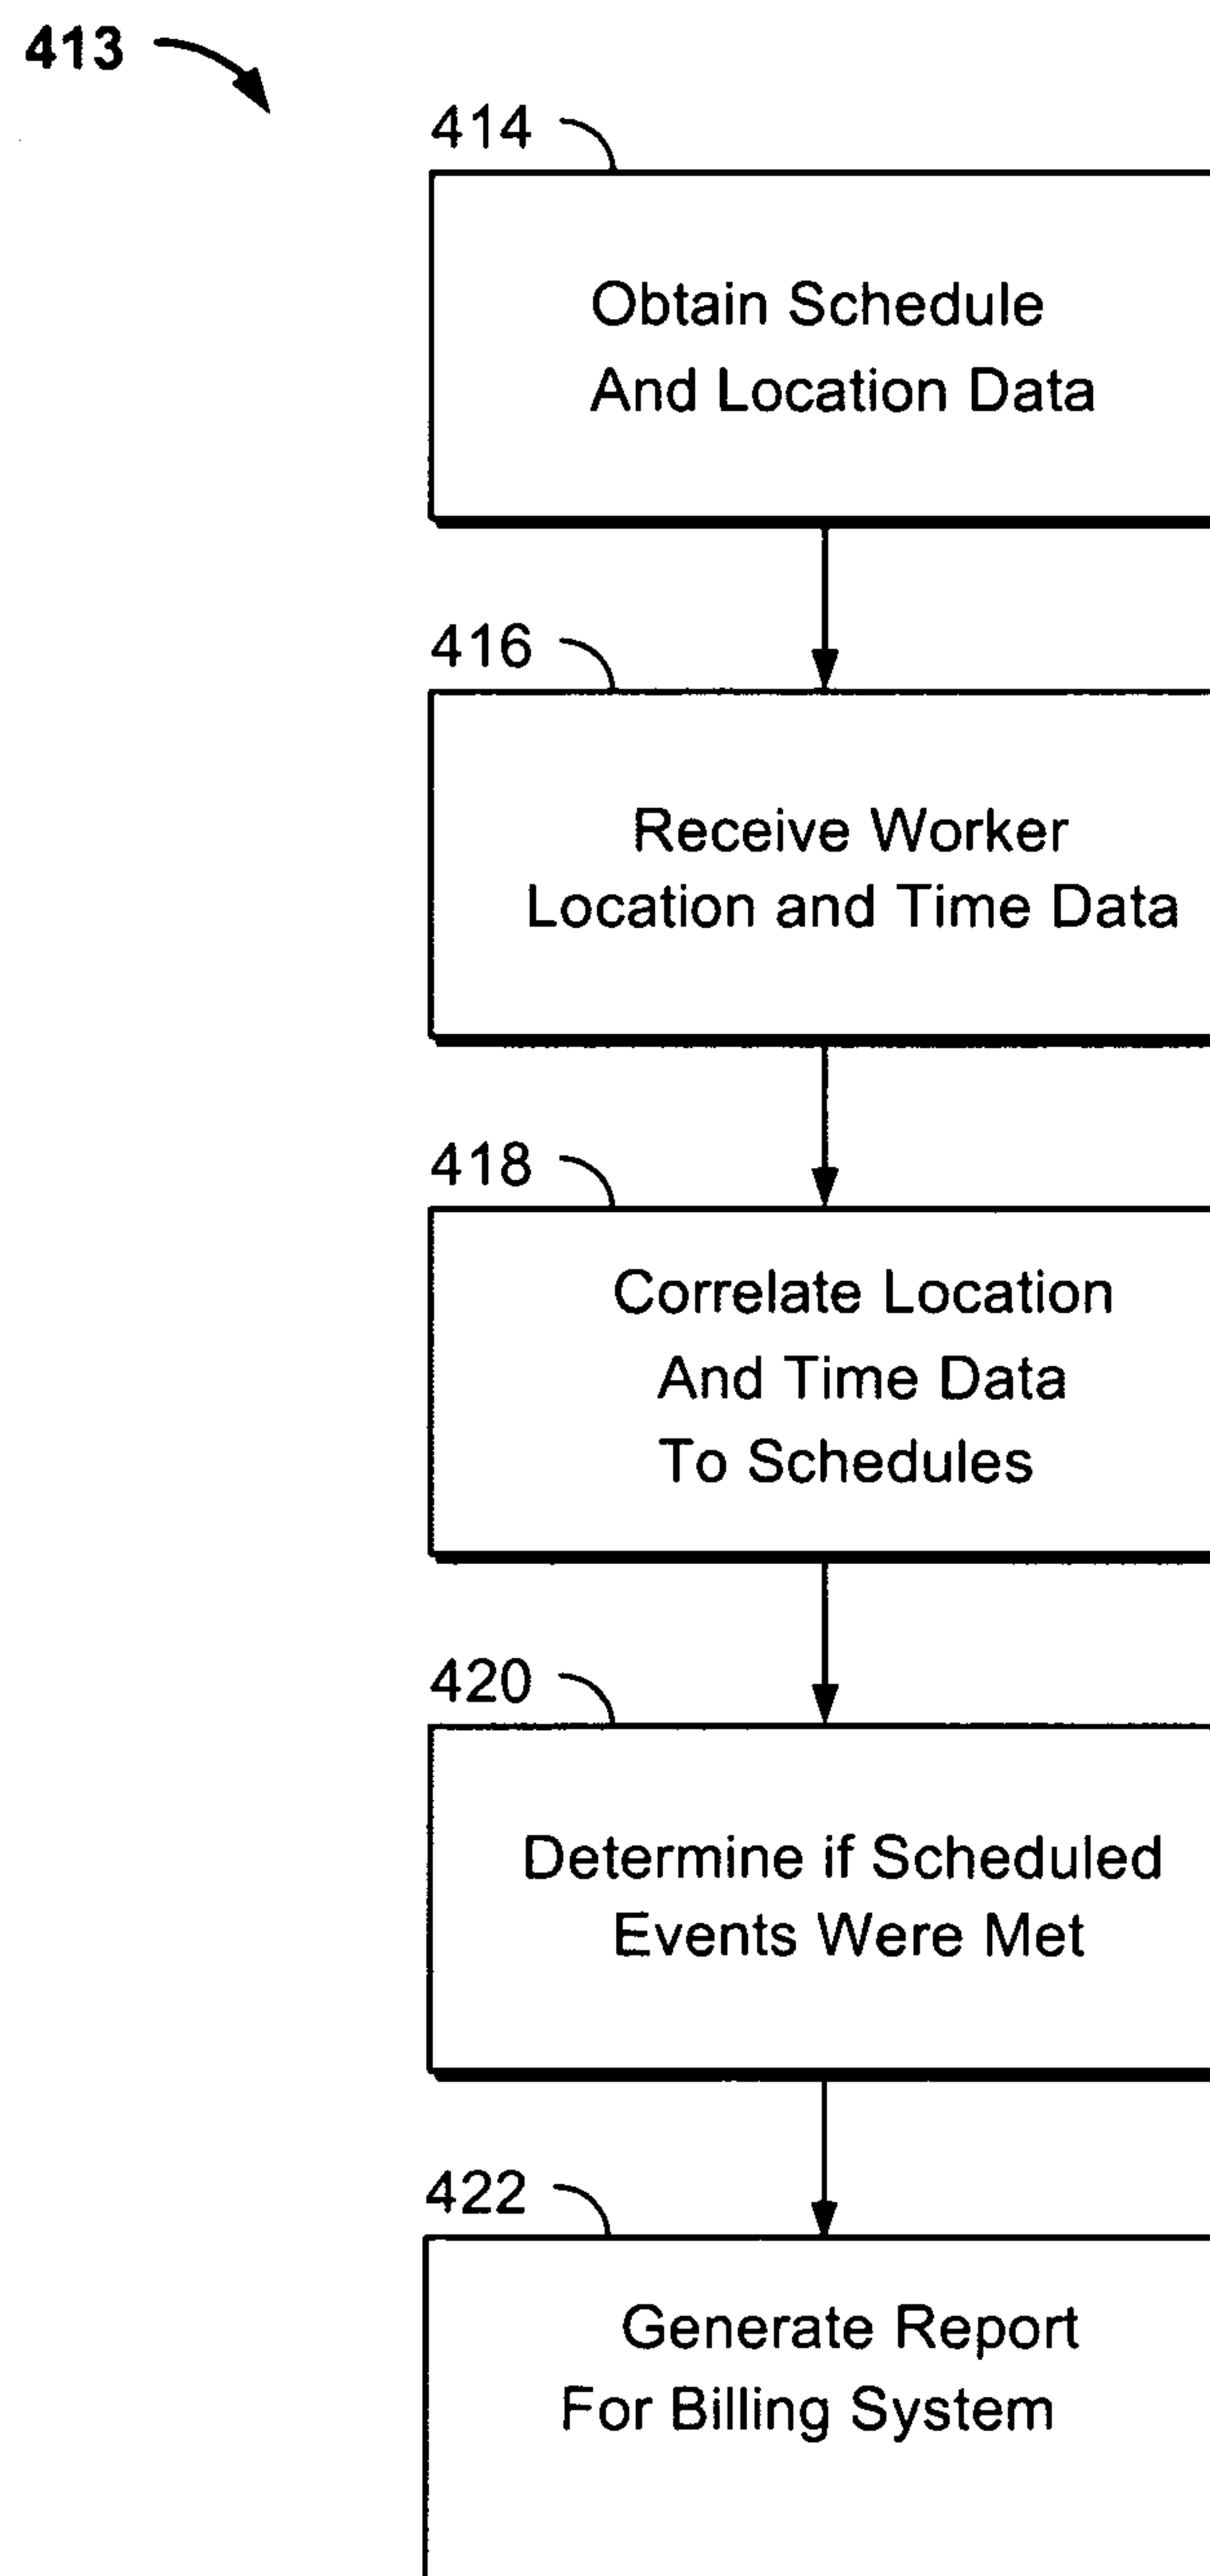 413
414
Obtain Schedule
And Location Data
416
Receive Worker
Location and Time Data
418
Correlate Location
And Time Data
To Schedules
420
Determine if Scheduled
Events Were Met
422
Generate Report
For Billing System